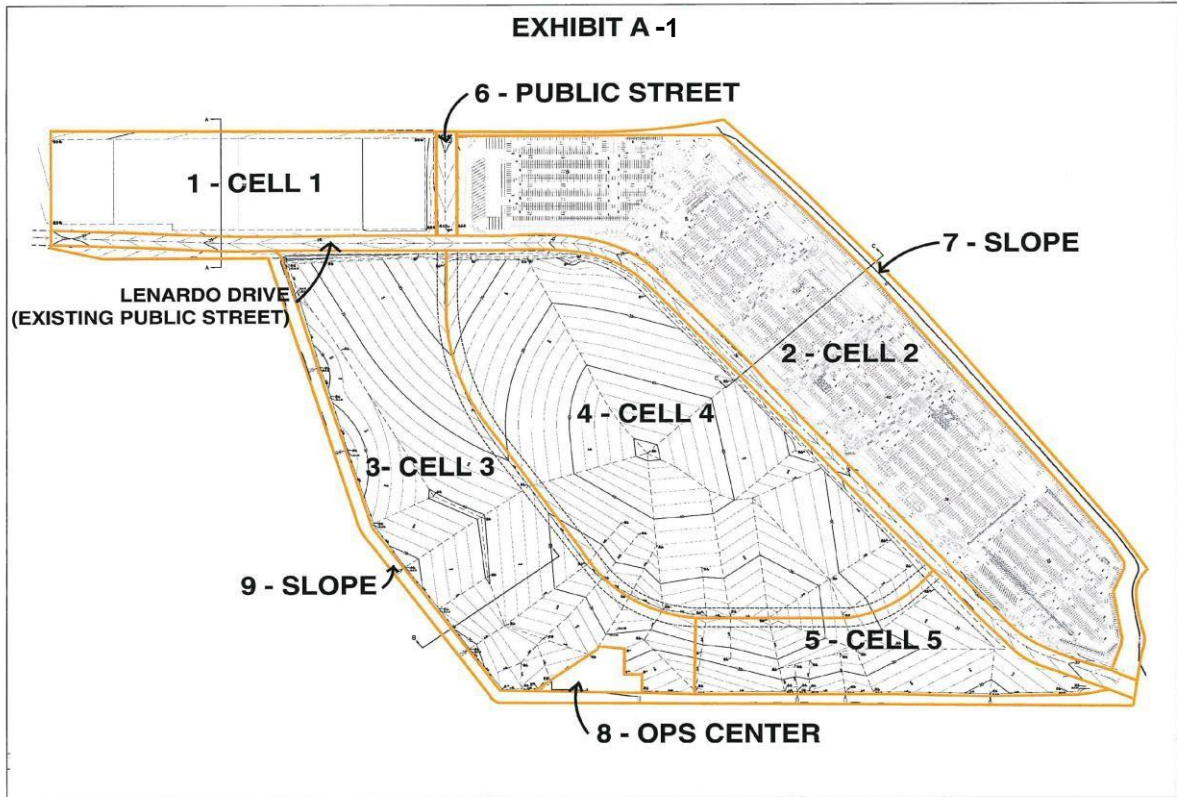 EXHIBIT A -1
6 - PUBLIC STREET
1 - CELL 1
7 - SLOPE
LENARDO DRIVE
(EXISTING PUBLIC STREET)
2 - CELL 2
4 - CELL 4
3- CELL 3
9 - SLOPE
5 - CELL 5
8 - OPS CENTER
A
A
B
C
C